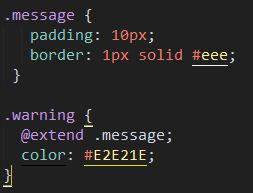 .message {
  padding: 10px;
  border: 1px solid #eee;
}

.warning {
  @extend .message;
  color: #E2E21E;
}